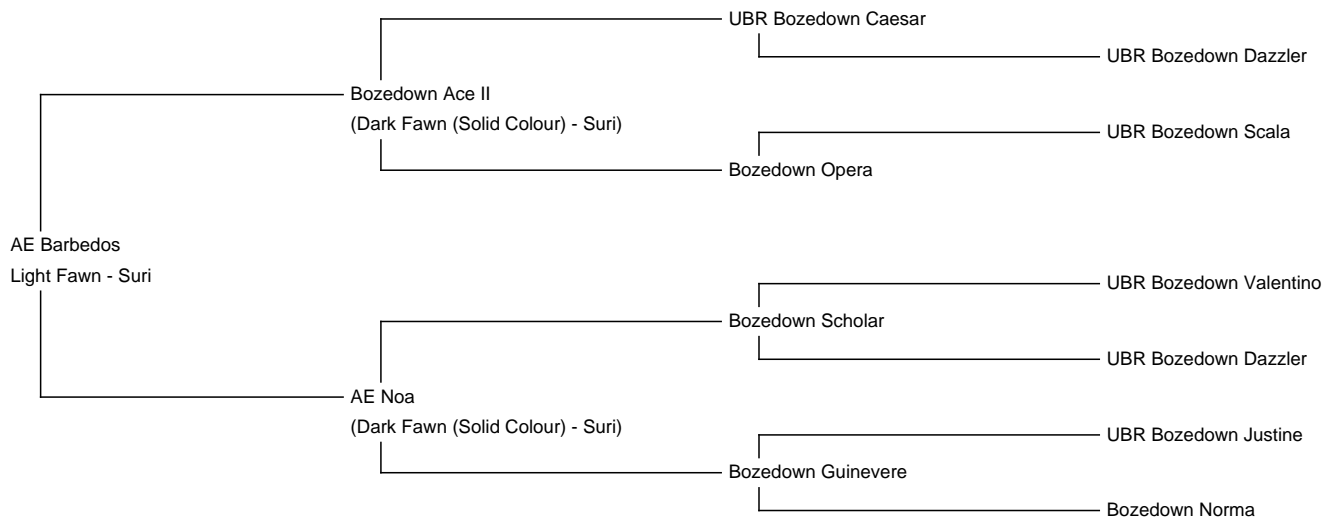 UBR Bozedown Caesar
UBR Bozedown Dazzler
Bozedown Ace II
(Dark Fawn (Solid Colour) - Suri)
UBR Bozedown Scala
Bozedown Opera
AE Barbedos
Light Fawn - Suri
UBR Bozedown Valentino
Bozedown Scholar
UBR Bozedown Dazzler
AE Noa
(Dark Fawn (Solid Colour) - Suri)
UBR Bozedown Justine
Bozedown Guinevere
Bozedown Norma